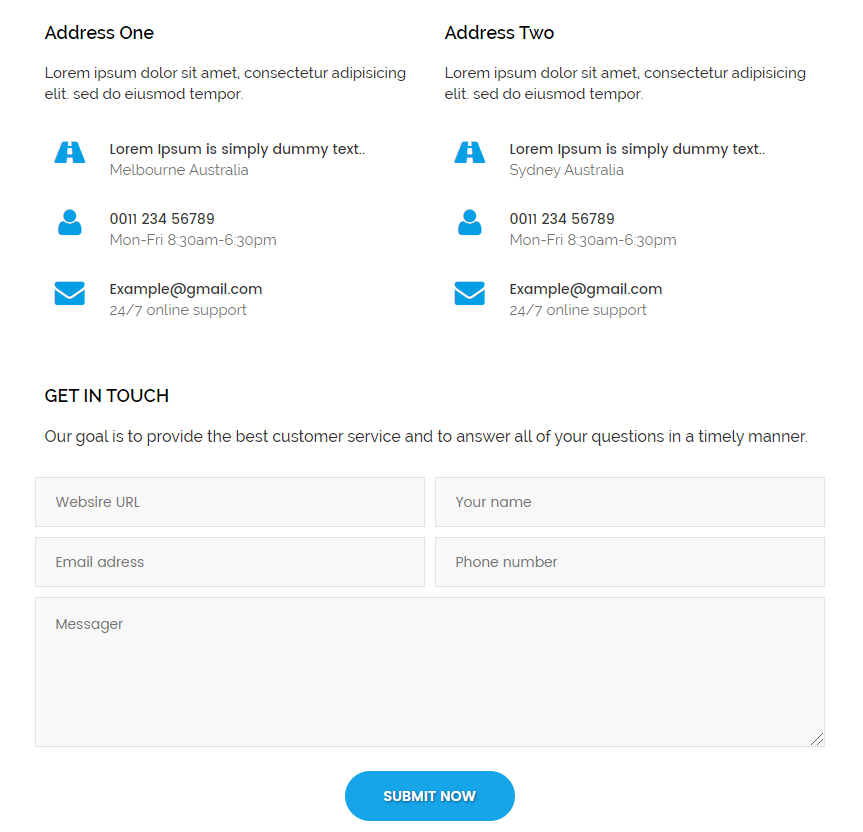 Address One
Lorem ipsum dolor sit amet, consectetur adipisicing
elit. sed do eiusmod tempor.
Lorem Ipsum is simply dummy text..
Melbourne Australia
0011 234 56789
Mon-Fri 8:30am-6:30pm
Example@gmail.com
24/7 online support
Address Two
Lorem ipsum dolor sit amet, consectetur adipisicing
elit. sed do eiusmod tempor.
Lorem Ipsum is simply dummy text..
Sydney Australia
0011 234 56789
Mon-Fri 8:30am-6:30pm
Example@gmail.com
24/7 online support
GET IN TOUCH
Our goal is to provide the best customer service and to answer all of your questions in a timely manner.
Websire URL
Your name
Email adress
Phone number
Messager
SUBMIT NOW